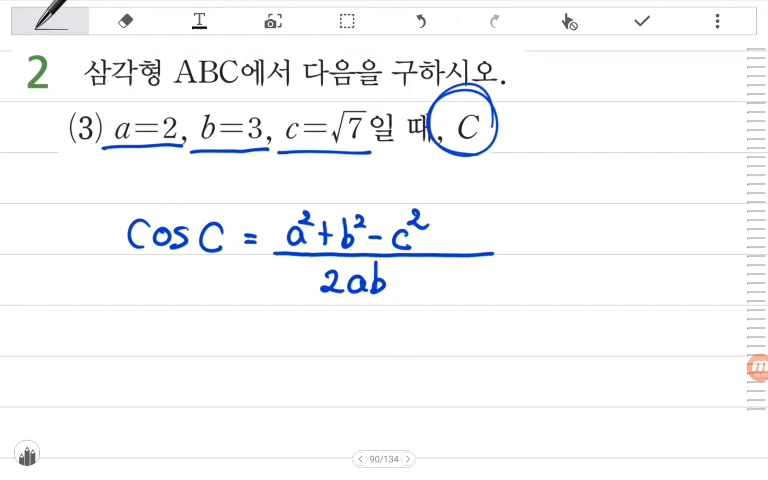 T
2 삼각형 ABC에서 다음을 구하시오.
(3) a=2, b=3, c=√7일 때, C
cos C = a²+b²-c² / 2ab
90/134